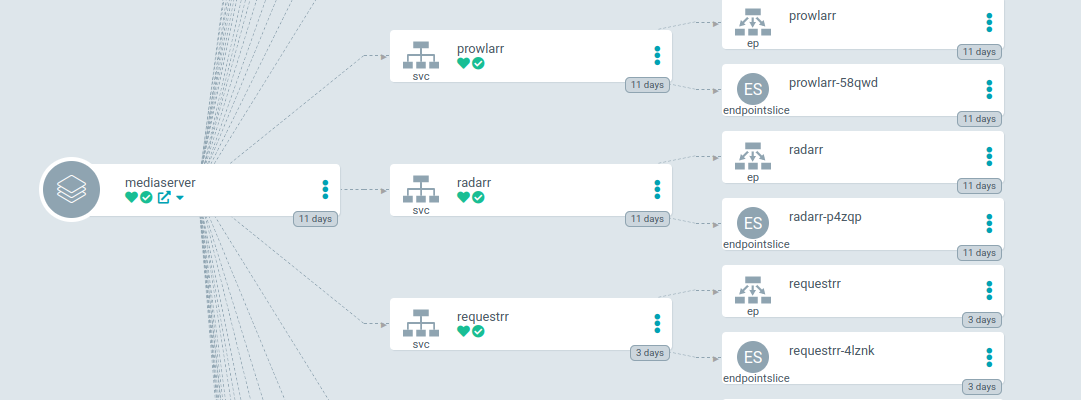 mediaserver
11 days
prowlarr
svc
11 days
radarr
svc
11 days
requestrr
svc
3 days
prowlarr
ep
11 days
ES
prowlarr-58qwd
endpointslice
11 days
radarr
ep
11 days
ES
radarr-p4zqp
endpointslice
11 days
requestrr
ep
3 days
ES
requestrr-4lznk
endpointslice
3 days